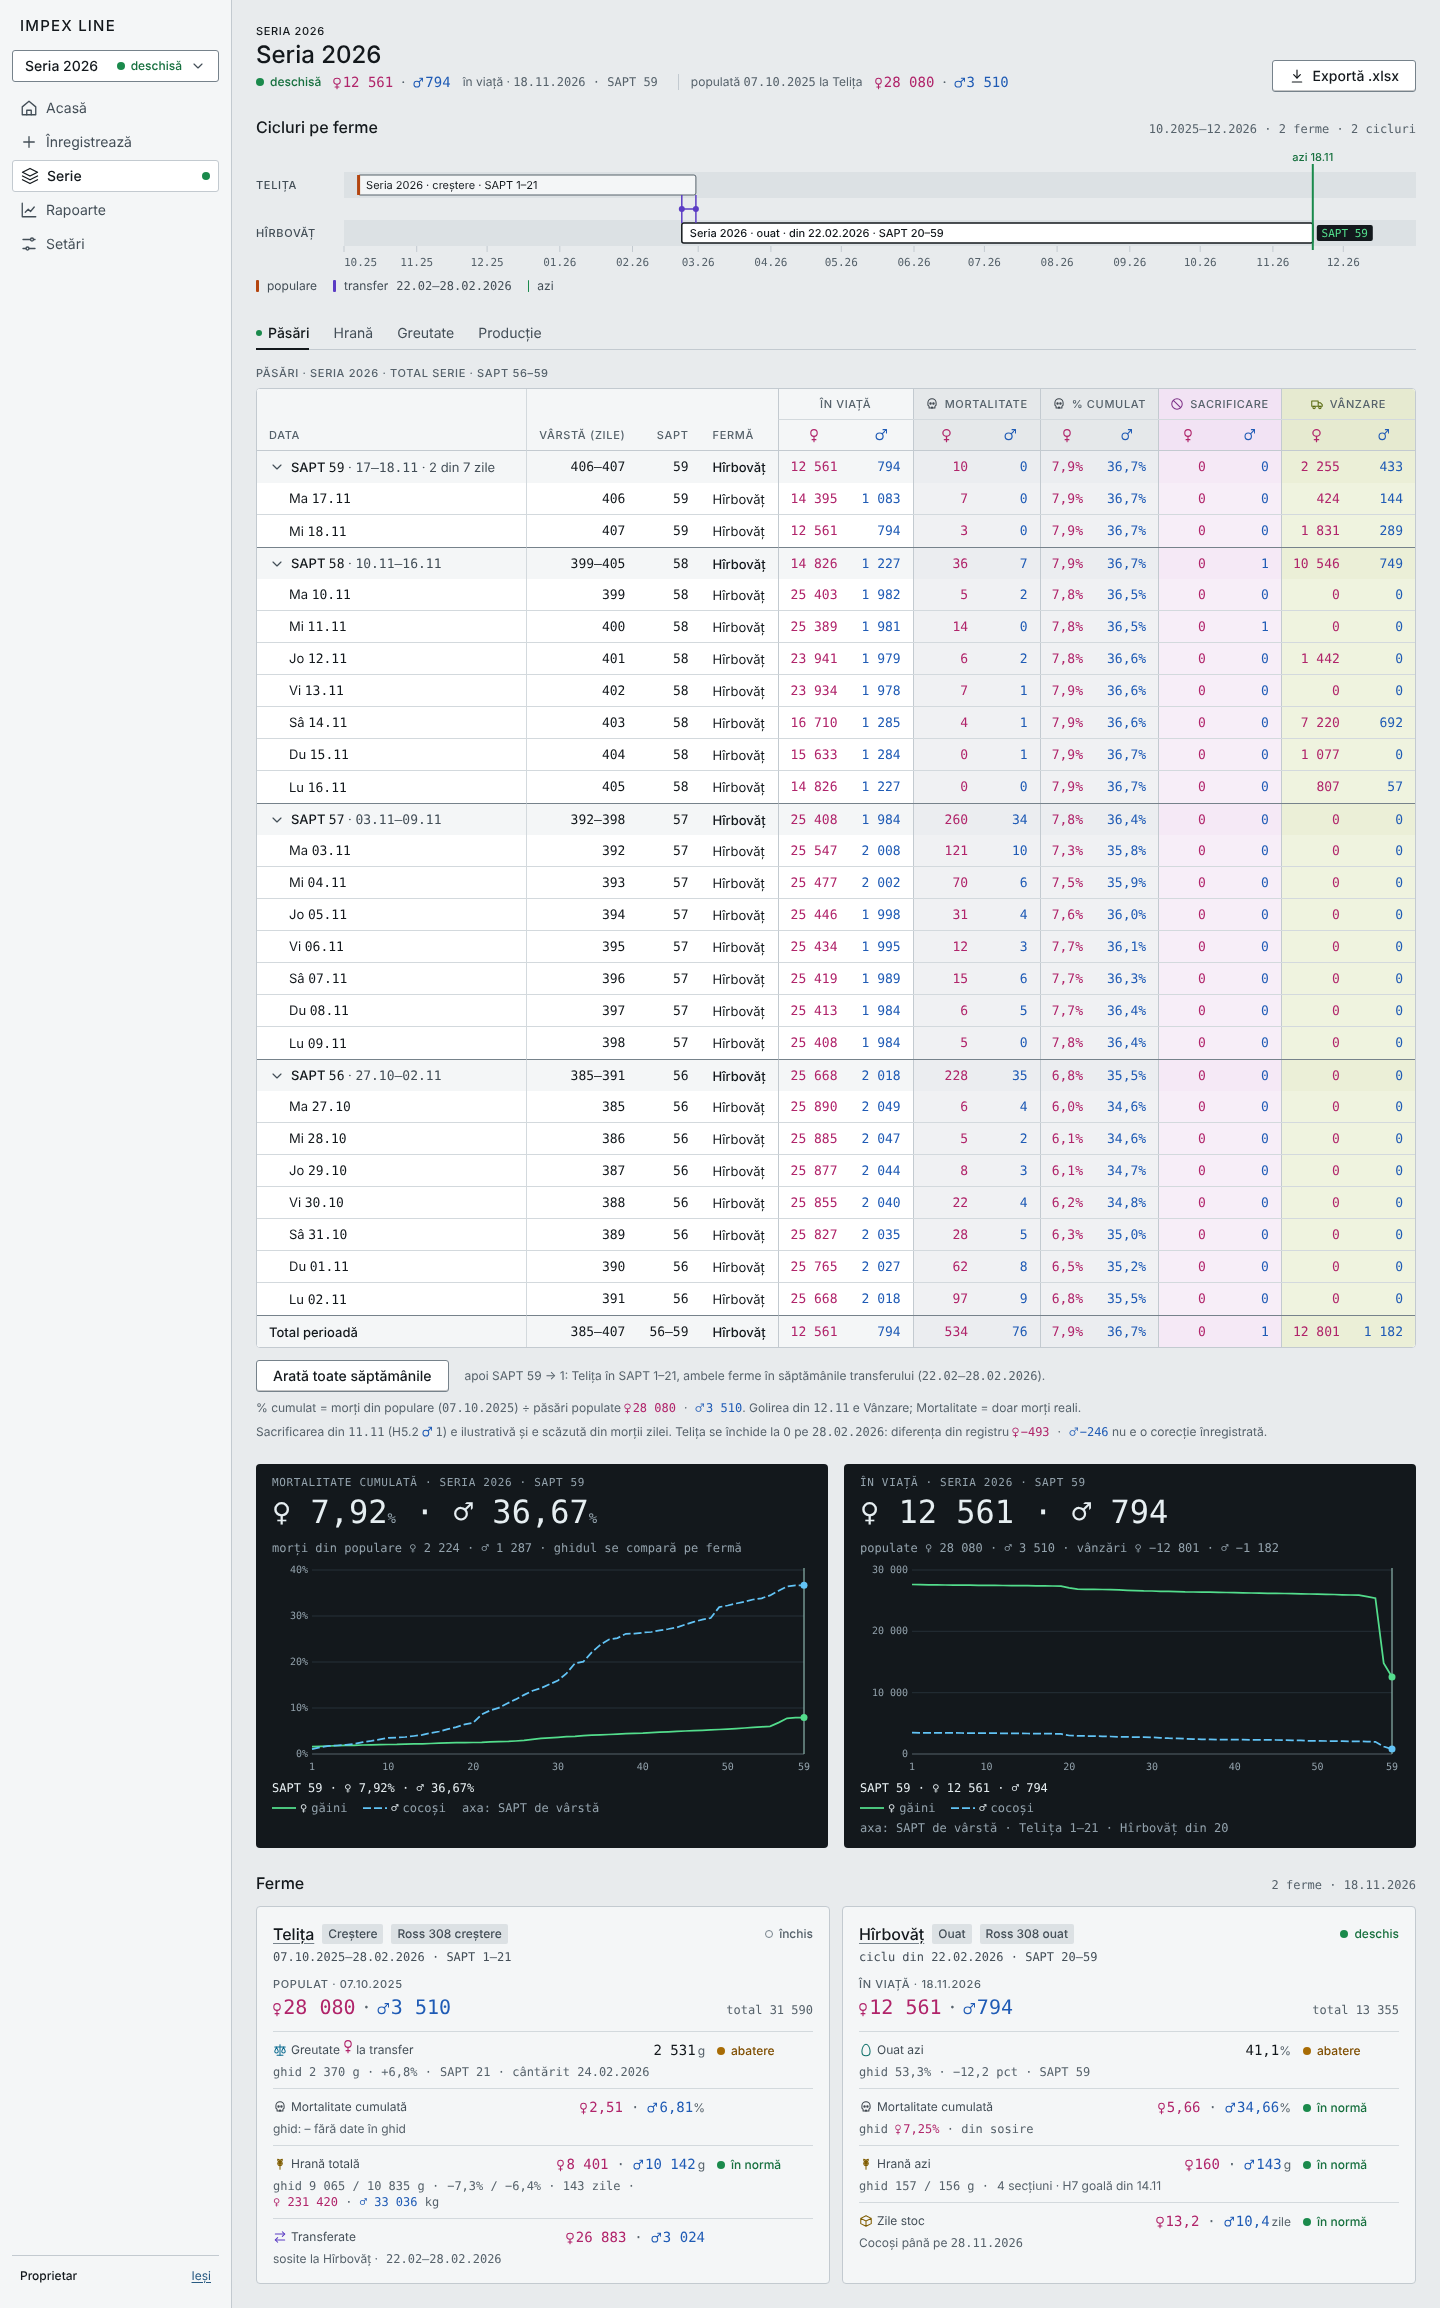 IMPEX LINE
Seria 2026 deschisă
Acasă
Înregistrează
Serie
Rapoarte
Setări
Proprietar Ieși
SERIA 2026
Seria 2026
deschisă ♀12 561 · ♂794 în viață · 18.11.2026 · SAPT 59 populată 07.10.2025 la Telița ♀28 080 · ♂3 510
Exportă .xlsx
Cicluri pe ferme 10.2025–12.2026 · 2 ferme · 2 cicluri
azi 18.11
TELIȚA Seria 2026 · creștere · SAPT 1–21
HÎRBOVĂȚ Seria 2026 · ouat · din 22.02.2026 · SAPT 20–59 SAPT 59
10.25 11.25 12.25 01.26 02.26 03.26 04.26 05.26 06.26 07.26 08.26 09.26 10.26 11.26 12.26
populare transfer 22.02–28.02.2026 azi
Păsări Hrană Greutate Producție
PĂSĂRI · SERIA 2026 · TOTAL SERIE · SAPT 56–59
ÎN VIAȚĂ MORTALITATE % CUMULAT SACRIFICARE VÂNZARE
DATA VÂRSTĂ (ZILE) SAPT FERMĂ ♀ ♂ ♀ ♂ ♀ ♂ ♀ ♂ ♀ ♂
SAPT 59 · 17–18.11 · 2 din 7 zile 406–407 59 Hîrbovăț 12 561 794 10 0 7,9% 36,7% 0 0 2 255 433
Ma 17.11 406 59 Hîrbovăț 14 395 1 083 7 0 7,9% 36,7% 0 0 424 144
Mi 18.11 407 59 Hîrbovăț 12 561 794 3 0 7,9% 36,7% 0 0 1 831 289
SAPT 58 · 10.11–16.11 399–405 58 Hîrbovăț 14 826 1 227 36 7 7,9% 36,7% 0 1 10 546 749
Ma 10.11 399 58 Hîrbovăț 25 403 1 982 5 2 7,8% 36,5% 0 0 0 0
Mi 11.11 400 58 Hîrbovăț 25 389 1 981 14 0 7,8% 36,5% 0 1 0 0
Jo 12.11 401 58 Hîrbovăț 23 941 1 979 6 2 7,8% 36,6% 0 0 1 442 0
Vi 13.11 402 58 Hîrbovăț 23 934 1 978 7 1 7,9% 36,6% 0 0 0 0
Sâ 14.11 403 58 Hîrbovăț 16 710 1 285 4 1 7,9% 36,6% 0 0 7 220 692
Du 15.11 404 58 Hîrbovăț 15 633 1 284 0 1 7,9% 36,7% 0 0 1 077 0
Lu 16.11 405 58 Hîrbovăț 14 826 1 227 0 0 7,9% 36,7% 0 0 807 57
SAPT 57 · 03.11–09.11 392–398 57 Hîrbovăț 25 408 1 984 260 34 7,8% 36,4% 0 0 0 0
Ma 03.11 392 57 Hîrbovăț 25 547 2 008 121 10 7,3% 35,8% 0 0 0 0
Mi 04.11 393 57 Hîrbovăț 25 477 2 002 70 6 7,5% 35,9% 0 0 0 0
Jo 05.11 394 57 Hîrbovăț 25 446 1 998 31 4 7,6% 36,0% 0 0 0 0
Vi 06.11 395 57 Hîrbovăț 25 434 1 995 12 3 7,7% 36,1% 0 0 0 0
Sâ 07.11 396 57 Hîrbovăț 25 419 1 989 15 6 7,7% 36,3% 0 0 0 0
Du 08.11 397 57 Hîrbovăț 25 413 1 984 6 5 7,7% 36,4% 0 0 0 0
Lu 09.11 398 57 Hîrbovăț 25 408 1 984 5 0 7,8% 36,4% 0 0 0 0
SAPT 56 · 27.10–02.11 385–391 56 Hîrbovăț 25 668 2 018 228 35 6,8% 35,5% 0 0 0 0
Ma 27.10 385 56 Hîrbovăț 25 890 2 049 6 4 6,0% 34,6% 0 0 0 0
Mi 28.10 386 56 Hîrbovăț 25 885 2 047 5 2 6,1% 34,6% 0 0 0 0
Jo 29.10 387 56 Hîrbovăț 25 877 2 044 8 3 6,1% 34,7% 0 0 0 0
Vi 30.10 388 56 Hîrbovăț 25 855 2 040 22 4 6,2% 34,8% 0 0 0 0
Sâ 31.10 389 56 Hîrbovăț 25 827 2 035 28 5 6,3% 35,0% 0 0 0 0
Du 01.11 390 56 Hîrbovăț 25 765 2 027 62 8 6,5% 35,2% 0 0 0 0
Lu 02.11 391 56 Hîrbovăț 25 668 2 018 97 9 6,8% 35,5% 0 0 0 0
Total perioadă 385–407 56–59 Hîrbovăț 12 561 794 534 76 7,9% 36,7% 0 1 12 801 1 182
Arată toate săptămânile apoi SAPT 59 → 1: Telița în SAPT 1–21, ambele ferme în săptămânile transferului (22.02–28.02.2026).
% cumulat = morți din populare (07.10.2025) ÷ păsări populate ♀28 080 · ♂3 510. Golirea din 12.11 e Vânzare; Mortalitate = doar morți reali.
Sacrificarea din 11.11 (H5.2 ♂ 1) e ilustrativă și e scăzută din morții zilei. Telița se închide la 0 pe 28.02.2026: diferența din registru ♀−493 · ♂−246 nu e o corecție înregistrată.
MORTALITATE CUMULATĂ · SERIA 2026 · SAPT 59
♀ 7,92% · ♂ 36,67%
morți din populare ♀ 2 224 · ♂ 1 287 · ghidul se compară pe fermă
40%
30%
20%
10%
0%
1 10 20 30 40 50 59
SAPT 59 · ♀ 7,92% · ♂ 36,67%
♀ găini ♂ cocoși axa: SAPT de vârstă
ÎN VIAȚĂ · SERIA 2026 · SAPT 59
♀ 12 561 · ♂ 794
populate ♀ 28 080 · ♂ 3 510 · vânzări ♀ −12 801 · ♂ −1 182
30 000
20 000
10 000
0
1 10 20 30 40 50 59
SAPT 59 · ♀ 12 561 · ♂ 794
♀ găini ♂ cocoși
axa: SAPT de vârstă · Telița 1–21 · Hîrbovăț din 20
Ferme 2 ferme · 18.11.2026
Telița Creștere Ross 308 creștere închis
07.10.2025–28.02.2026 · SAPT 1–21
POPULAT · 07.10.2025
♀28 080 · ♂3 510 total 31 590
Greutate ♀ la transfer 2 531 g abatere
ghid 2 370 g · +6,8% · SAPT 21 · cântărit 24.02.2026
Mortalitate cumulată ♀2,51 · ♂6,81%
ghid: – fără date în ghid
Hrană totală ♀8 401 · ♂10 142 g în normă
ghid 9 065 / 10 835 g · −7,3% / −6,4% · 143 zile ·
♀ 231 420 · ♂ 33 036 kg
Transferate ♀26 883 · ♂3 024
sosite la Hîrbovăț · 22.02–28.02.2026
Hîrbovăț Ouat Ross 308 ouat deschis
ciclu din 22.02.2026 · SAPT 20–59
ÎN VIAȚĂ · 18.11.2026
♀12 561 · ♂794 total 13 355
Ouat azi 41,1% abatere
ghid 53,3% · −12,2 pct · SAPT 59
Mortalitate cumulată ♀5,66 · ♂34,66% în normă
ghid ♀7,25% · din sosire
Hrană azi ♀160 · ♂143 g în normă
ghid 157 / 156 g · 4 secțiuni · H7 goală din 14.11
Zile stoc ♀13,2 · ♂10,4 zile în normă
Cocoși până pe 28.11.2026